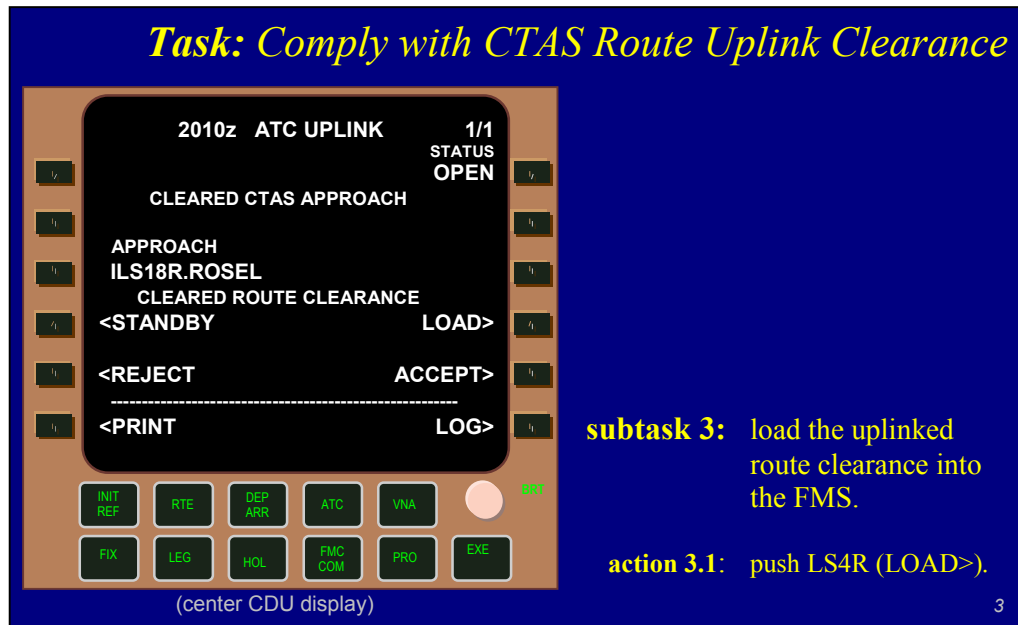 Task: Comply with CTAS Route Uplink Clearance
2010z ATC UPLINK 1/1
STATUS
OPEN
CLEARED CTAS APPROACH
APPROACH
ILS18R.ROSEL
CLEARED ROUTE CLEARANCE
<STANDBY LOAD>
<REJECT ACCEPT>
--------------------------------------------------------
<PRINT LOG>
subtask 3: load the uplinked
route clearance into
the FMS.
INIT
REF
RTE
DEP
ARR
ATC
VNA
BRT
FIX
LEG
HOL
FMC
COM
PRO
EXE
action 3.1: push LS4R (LOAD>).
(center CDU display)
3